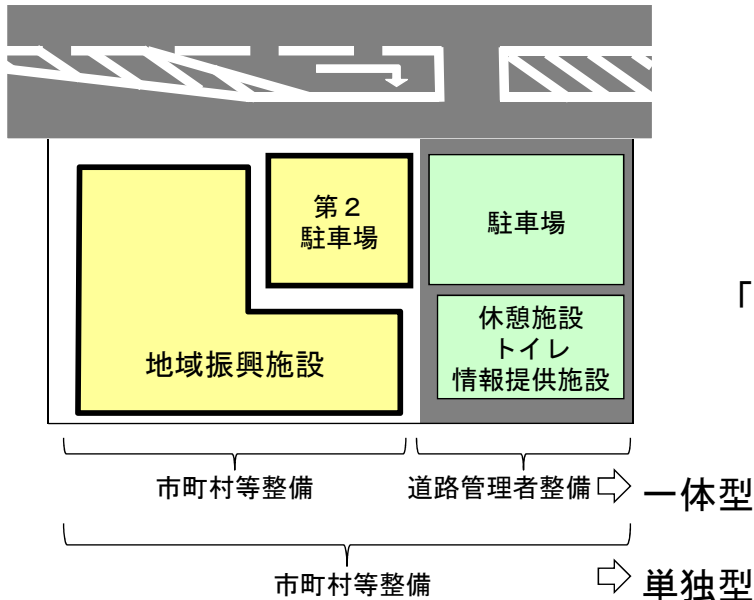 第２
駐車場
駐車場
「
休憩施設
トイレ
情報提供施設
地域振興施設
市町村等整備
道路管理者整備
一体型
市町村等整備
単独型